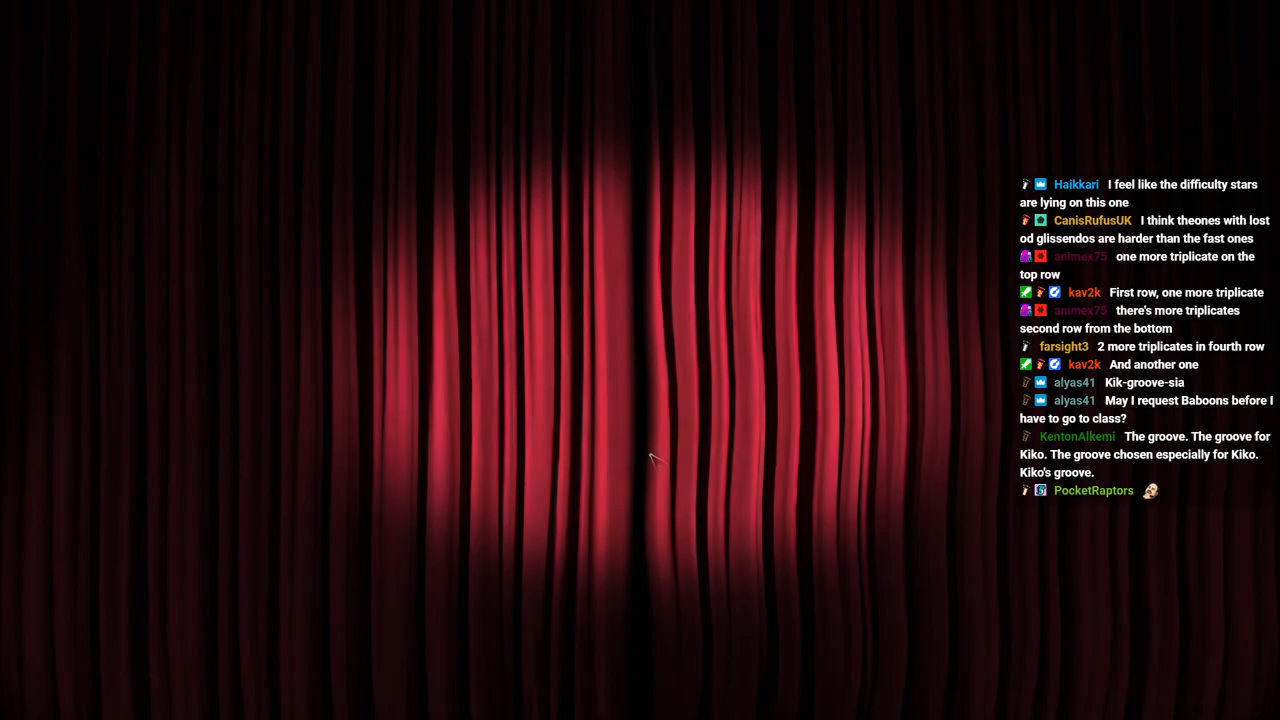 Haikkari I feel like the difficulty stars
are lying on this one
CanisRufusUK I think theones with lost
od glissendos are harder than the fast ones
animex75 one more triplicate on the
top row
kav2k First row, one more triplicate
animex75 there's more triplicates
second row from the bottom
farsight3 2 more triplicates in fourth row
kav2k And another one
alyas41 Kik-groove-sia
alyas41 May I request Baboons before I
have to go to class?
KentonAlkemi The groove. The groove for
Kiko. The groove chosen especially for Kiko.
Kiko's groove.
PocketRaptors